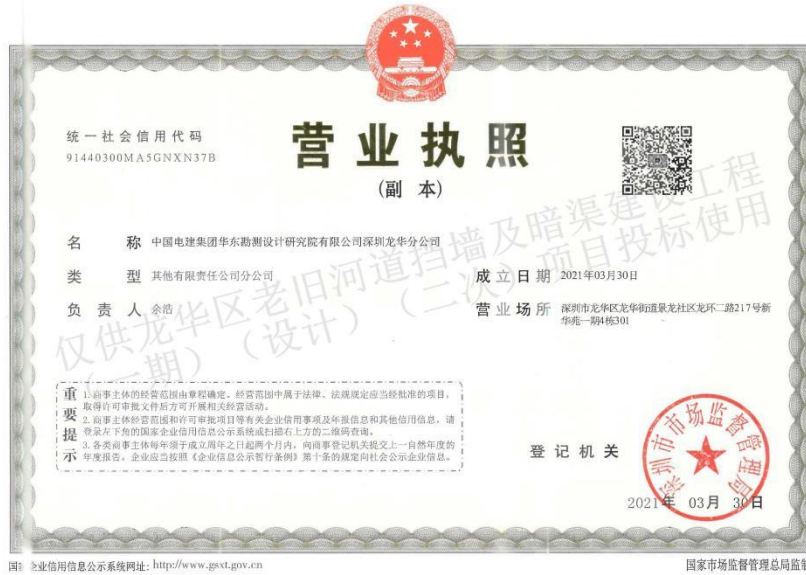 统一社会信用代码
91440300MA5GNXN37B
营业执照
(副本)
名称 中国电建集团华东勘测设计研究院有限公司深圳龙华分公司
类型 其他有限责任公司分公司
成立日期 2021年03月30日
负责人 余浩
营业场所 深圳市龙华区龙华街道景龙社区龙环二路217号新
华苑一期4栋301
仅供龙华区老旧河道挡墙及暗渠建设工程
(一期)(设计)(二次)项目投标使用
重要提示
1.商事主体的经营范围由章程确定。经营范围中属于法律、法规规定应当经批准的项目,
取得许可审批文件后方可开展相关经营活动。
2.商事主体经营范围和许可审批项目等有关企业信用事项及年报信息和其他信用信息,请
登录左下角的国家企业信用信息公示系统或扫描右上方的二维码查询。
3.各类商事主体每年须于成立周年之日起两个月内,向商事登记机关提交上一自然年度的
年度报告。企业应当按照《企业信息公示暂行条例》第十条的规定向社会公示企业信息。
登记机关
深圳市市场监督管理局
2021年 03月 30日
国 企业信用信息公示系统网址:http://www.gsxt.gov.cn
国家市场监督管理总局监制